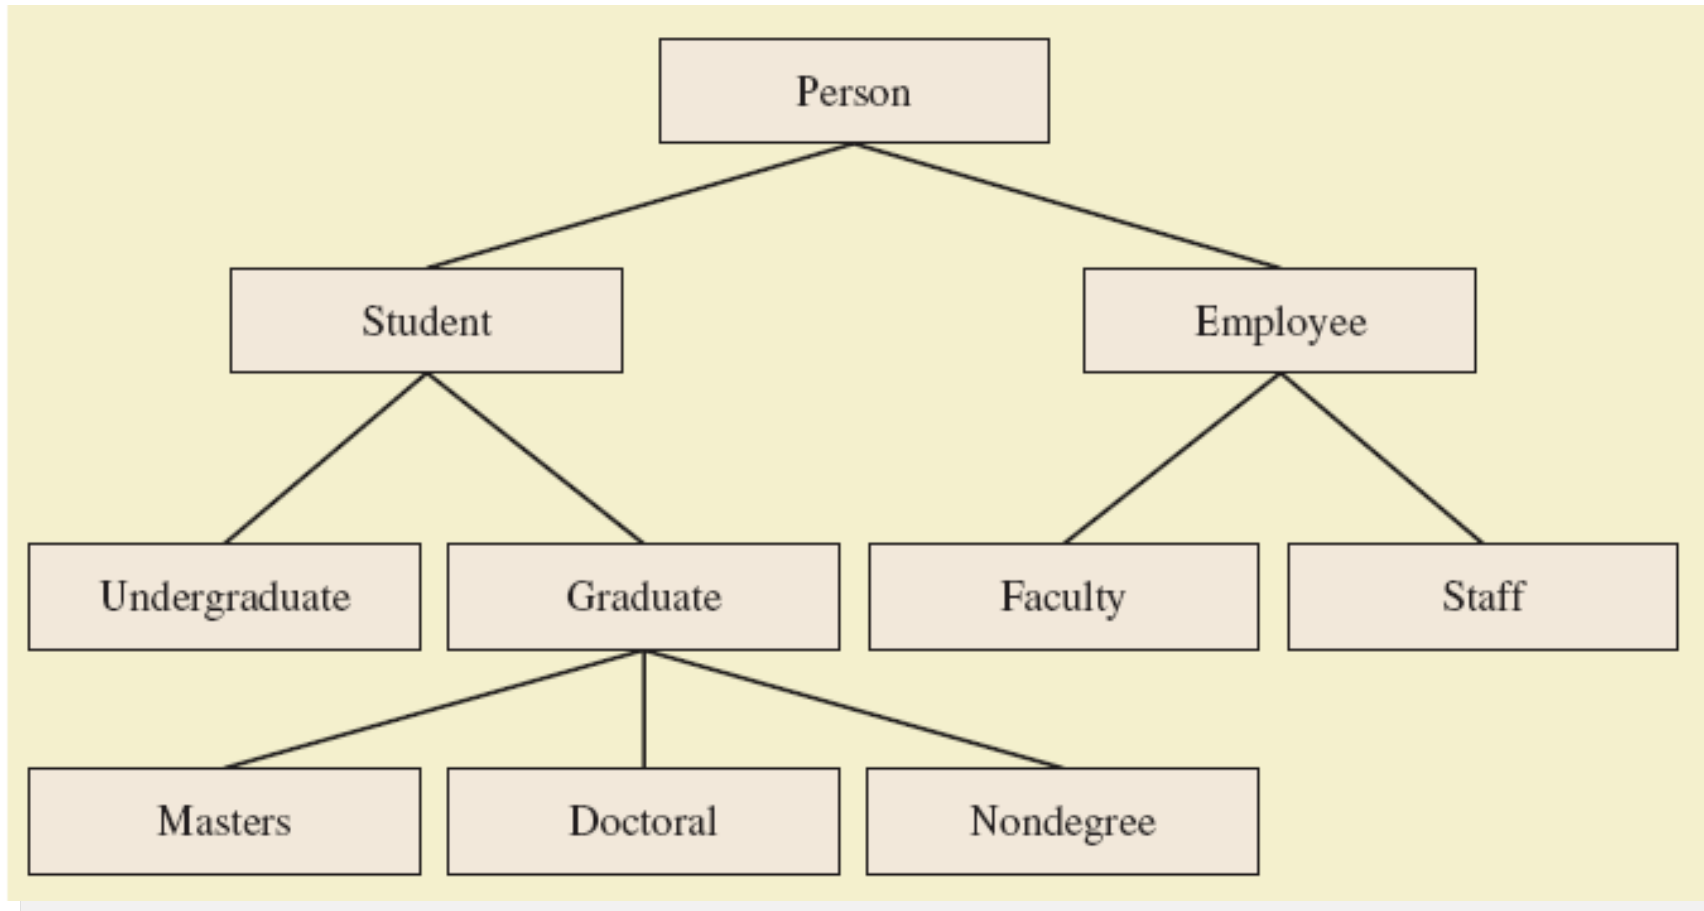 Person
Student
Employee
Undergraduate
Graduate
Faculty
Staff
Masters
Doctoral
Nondegree